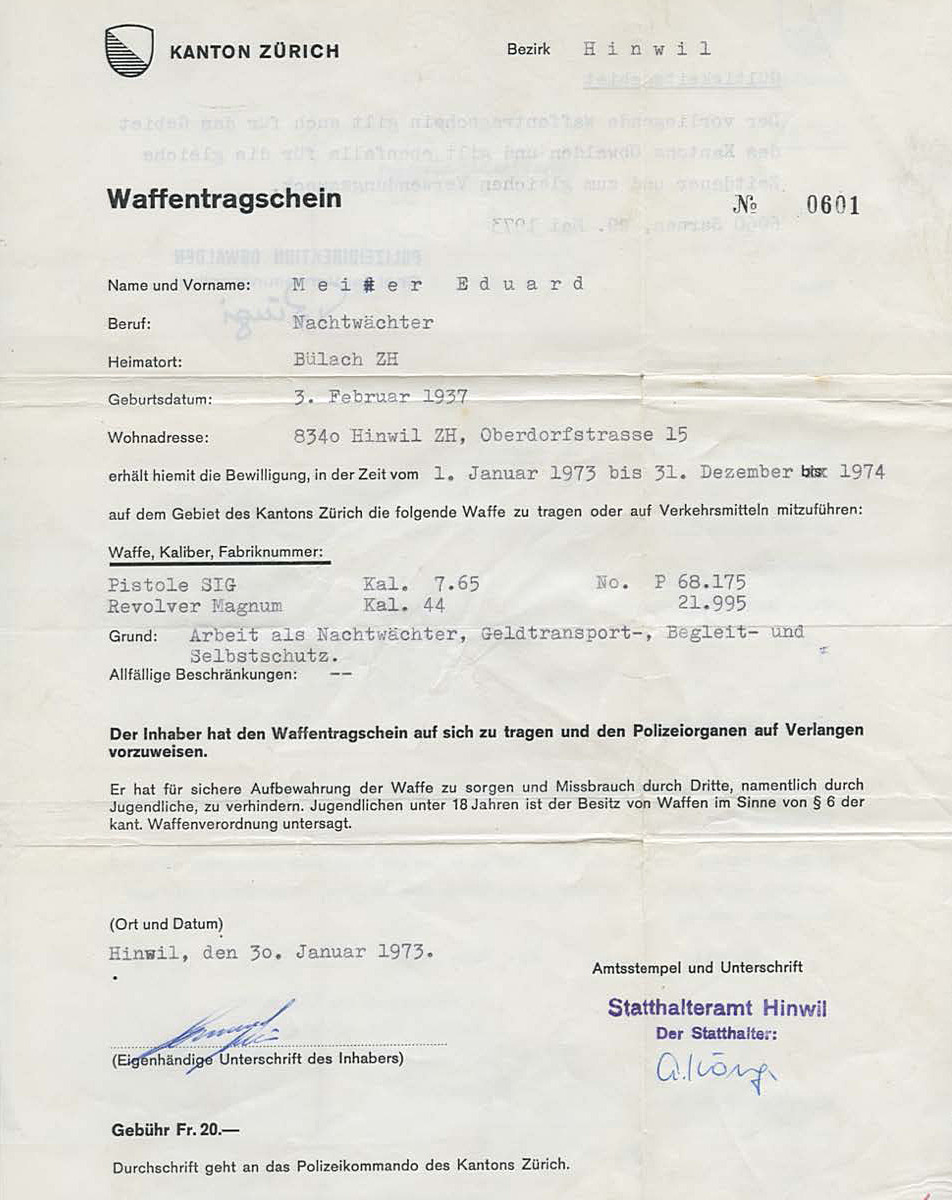 KANTON ZÜRICH Bezirk Hinwil
Waffentragschein № 0601
Name und Vorname: Meier Eduard
Beruf: Nachtwächter
Heimatort: Bülach ZH
Geburtsdatum: 3. Februar 1937
Wohnadresse: 8340 Hinwil ZH, Oberdorfstrasse 15
erhält hiemit die Bewilligung, in der Zeit vom 1. Januar 1973 bis 31. Dezember bis 1974
auf dem Gebiet des Kantons Zürich die folgende Waffe zu tragen oder auf Verkehrsmitteln mitzuführen:
Waffe, Kaliber, Fabriknummer:
Pistole SIG Kal. 7.65 No. P 68.175
Revolver Magnum Kal. 44 21.995
Grund: Arbeit als Nachtwächter, Geldtransport-, Begleit- und
Selbstschutz.
Allfällige Beschränkungen: --
Der Inhaber hat den Waffentragschein auf sich zu tragen und den Polizeiorganen auf Verlangen
vorzuweisen.
Er hat für sichere Aufbewahrung der Waffe zu sorgen und Missbrauch durch Dritte, namentlich durch
Jugendliche, zu verhindern. Jugendlichen unter 18 Jahren ist der Besitz von Waffen im Sinne von § 6 der
kant. Waffenverordnung untersagt.
(Ort und Datum)
Hinwil, den 30. Januar 1973.
Amtsstempel und Unterschrift
Statthalteramt Hinwil
Der Statthalter:
(Eigenhändige Unterschrift des Inhabers)
Gebühr Fr. 20.—
Durchschrift geht an das Polizeikommando des Kantons Zürich.